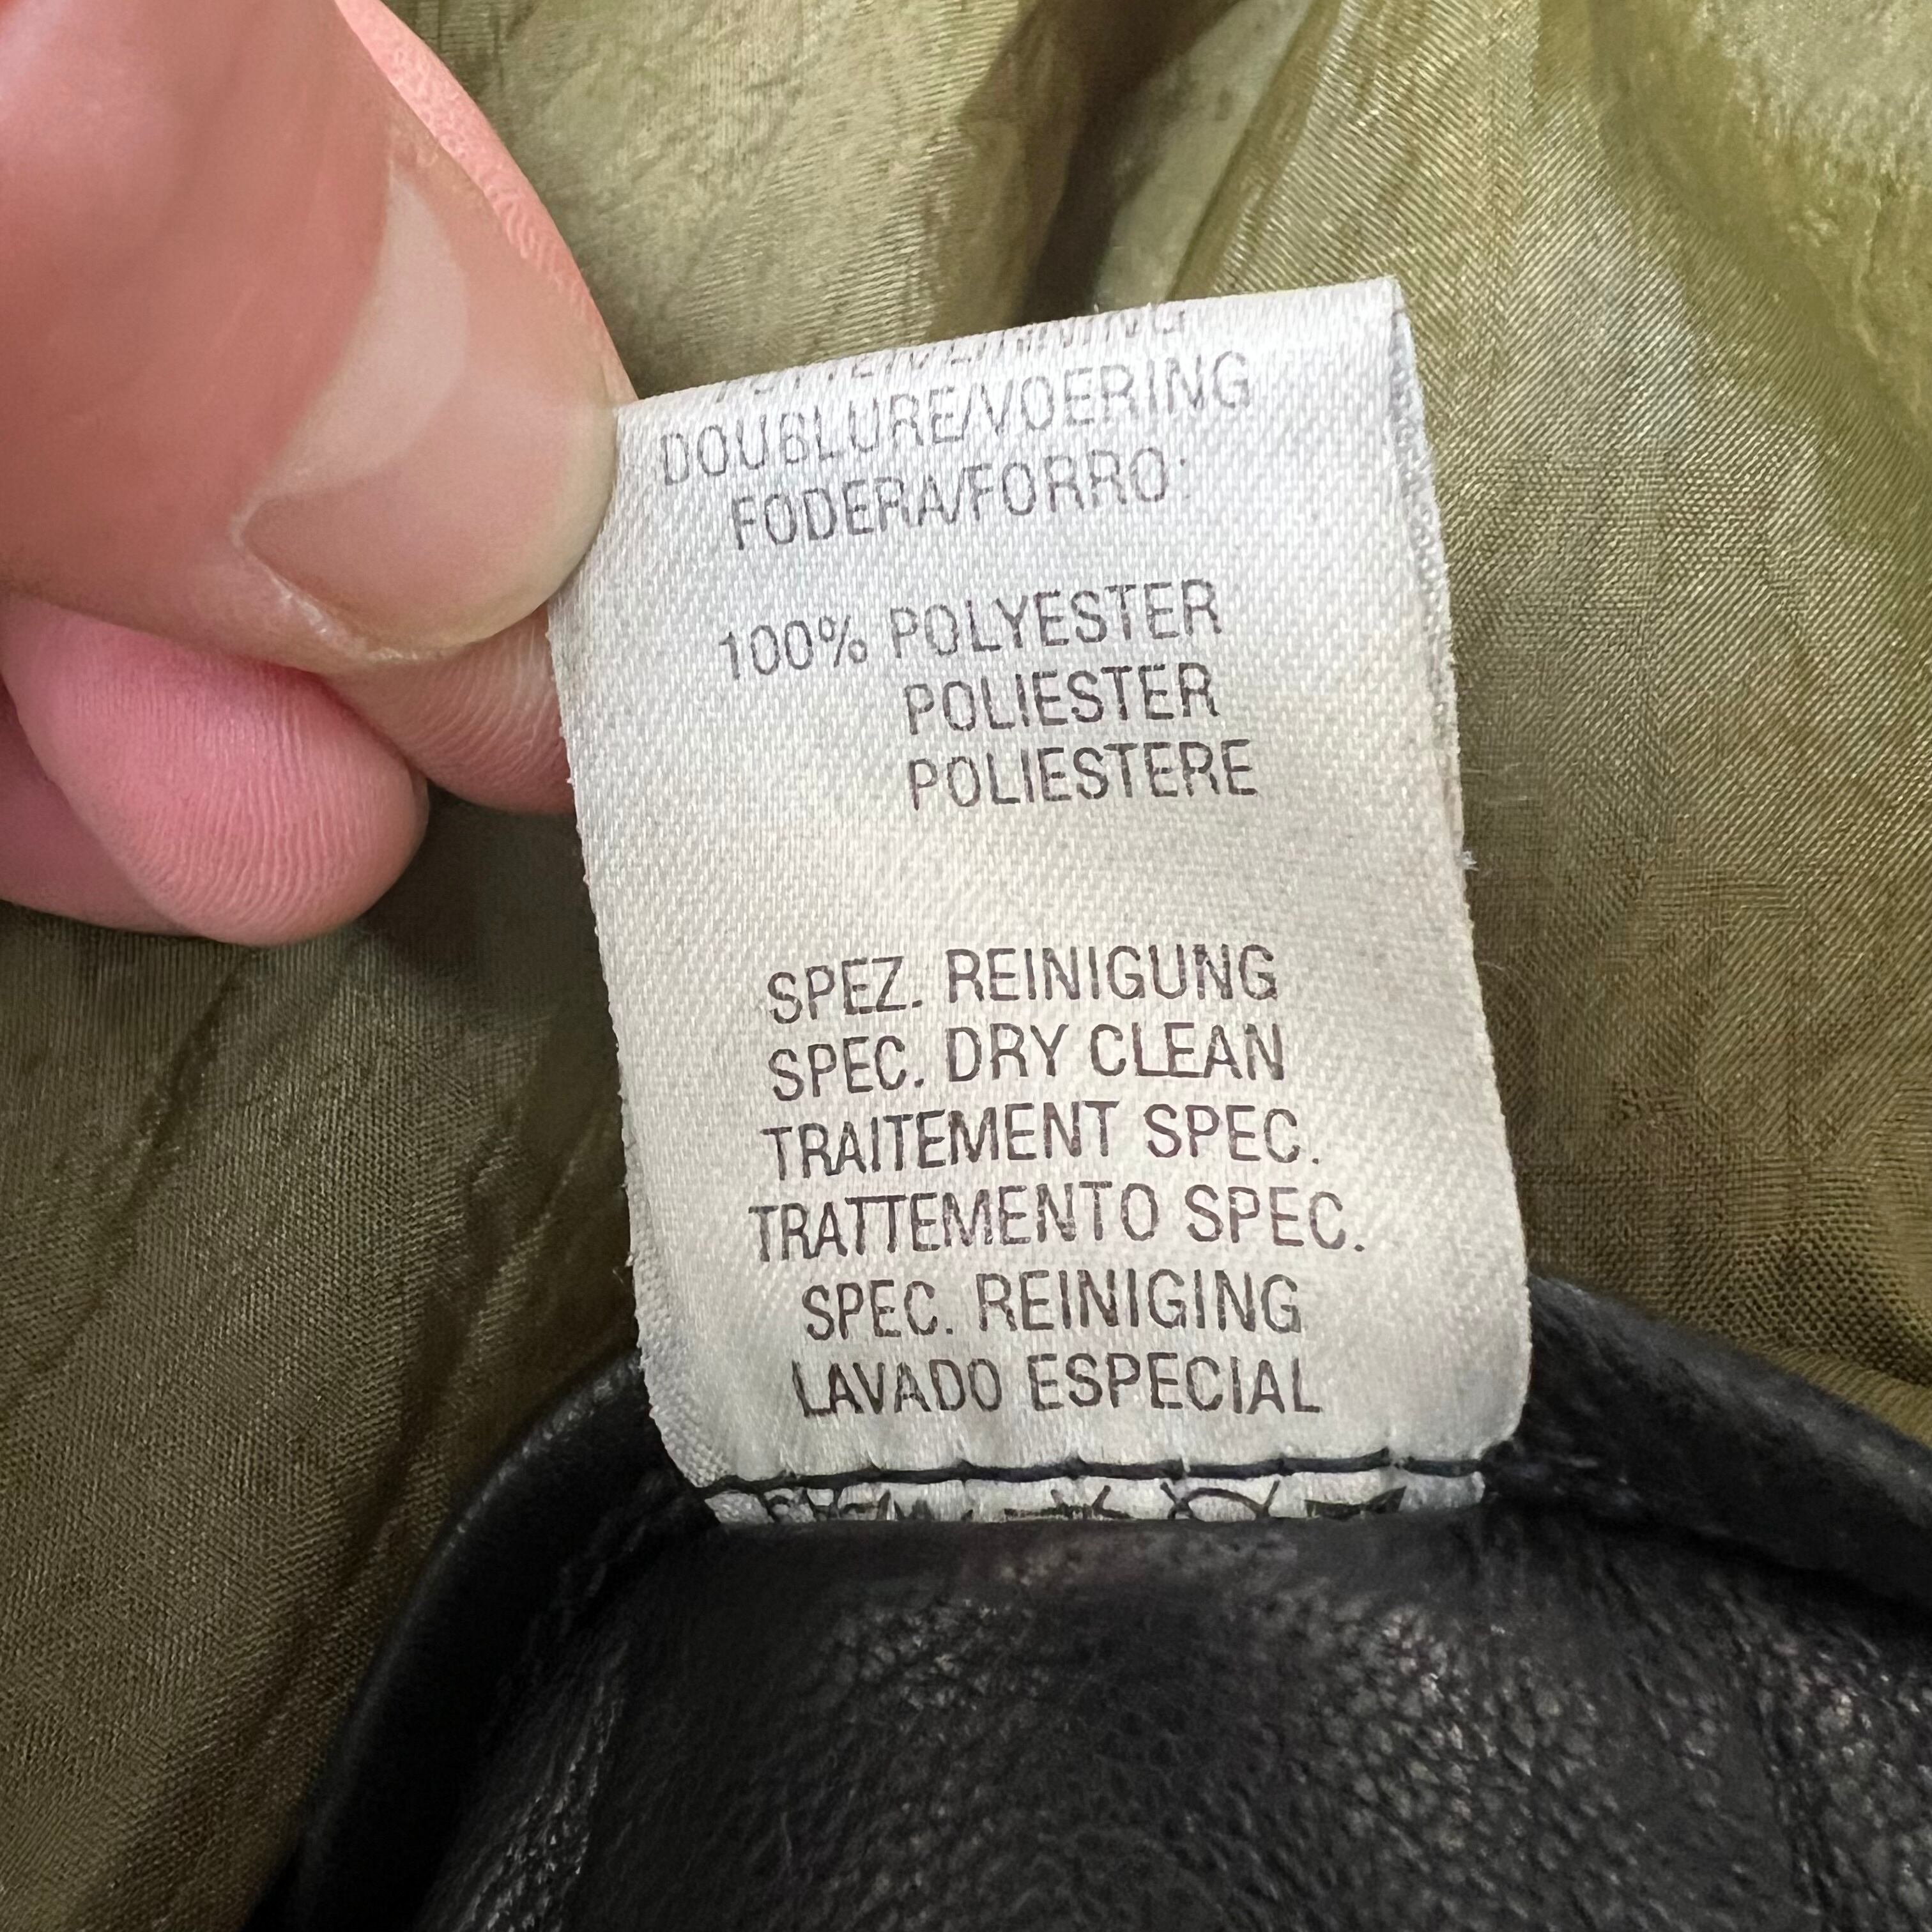 DOUBLURE/VOERING
FODERA/FORRO:
100% POLYESTER
POLIESTER
POLIESTERE
SPEZ. REINIGUNG
SPEC. DRY CLEAN
TRAITEMENT SPEC.
TRATTEMENTO SPEC.
SPEC. REINIGING
LAVADO ESPECIAL